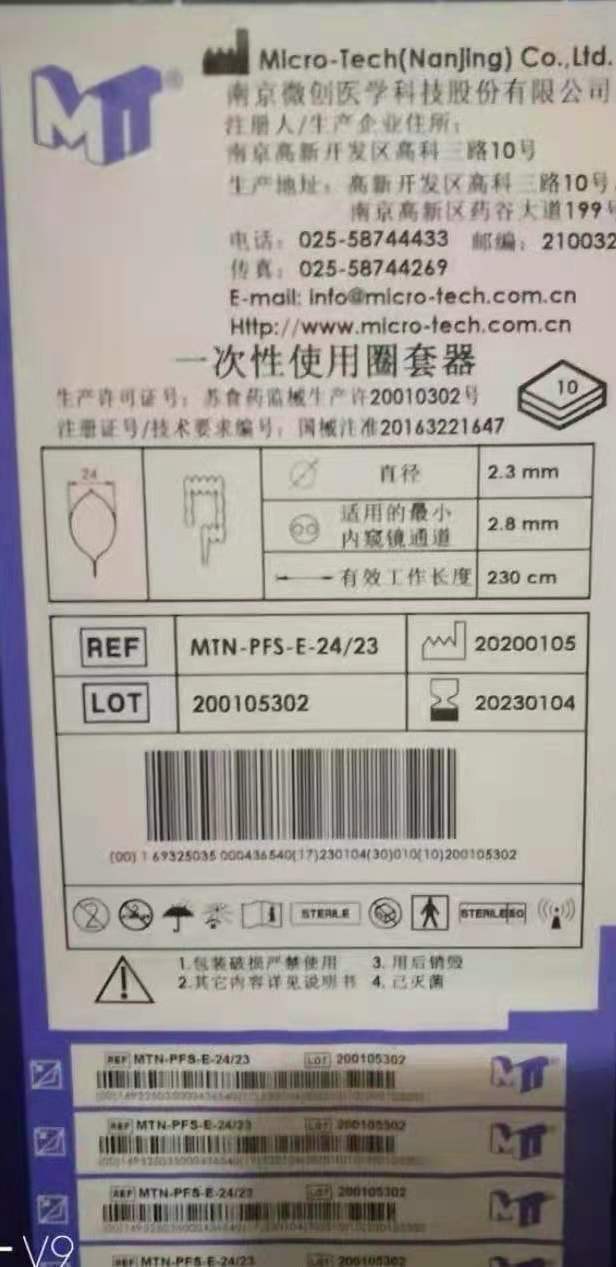 MT®
Micro-Tech(Nanjing) Co.,Ltd.
南京微创医学科技股份有限公司
注册人/生产企业住所：
南京高新开发区高科三路10号
生产地址：高新开发区高科三路10号
南京高新区药谷大道199号
电话：025-58744433 邮编：210032
传真：025-58744269
E-mail: info@micro-tech.com.cn
Http://www.micro-tech.com.cn
一次性使用圈套器
生产许可证号：苏食药监械生产许20010302号
10
注册证号/技术要求编号：国械注准20163221647
24
直径 2.3 mm
适用的最小
内窥镜通道 2.8 mm
有效工作长度 230 cm
REF MTN-PFS-E-24/23 20200105
LOT 200105302 20230104
(00) 1 69325035 000436540(17)230104(30)010(10)200105302
2 STERILE STERILE EO
1.包装破损严禁使用 3. 用后销毁
2.其它内容详见说明书 4. 已灭菌
REF MTN-PFS-E-24/23 LOT 200105302
MT
REF MTN-PFS-E-24/23 LOT 200105302
MT
REF MTN-PFS-E-24/23 LOT 200105302
MT
REF MTN-PFS-E-24/23 LOT 200105302
V9